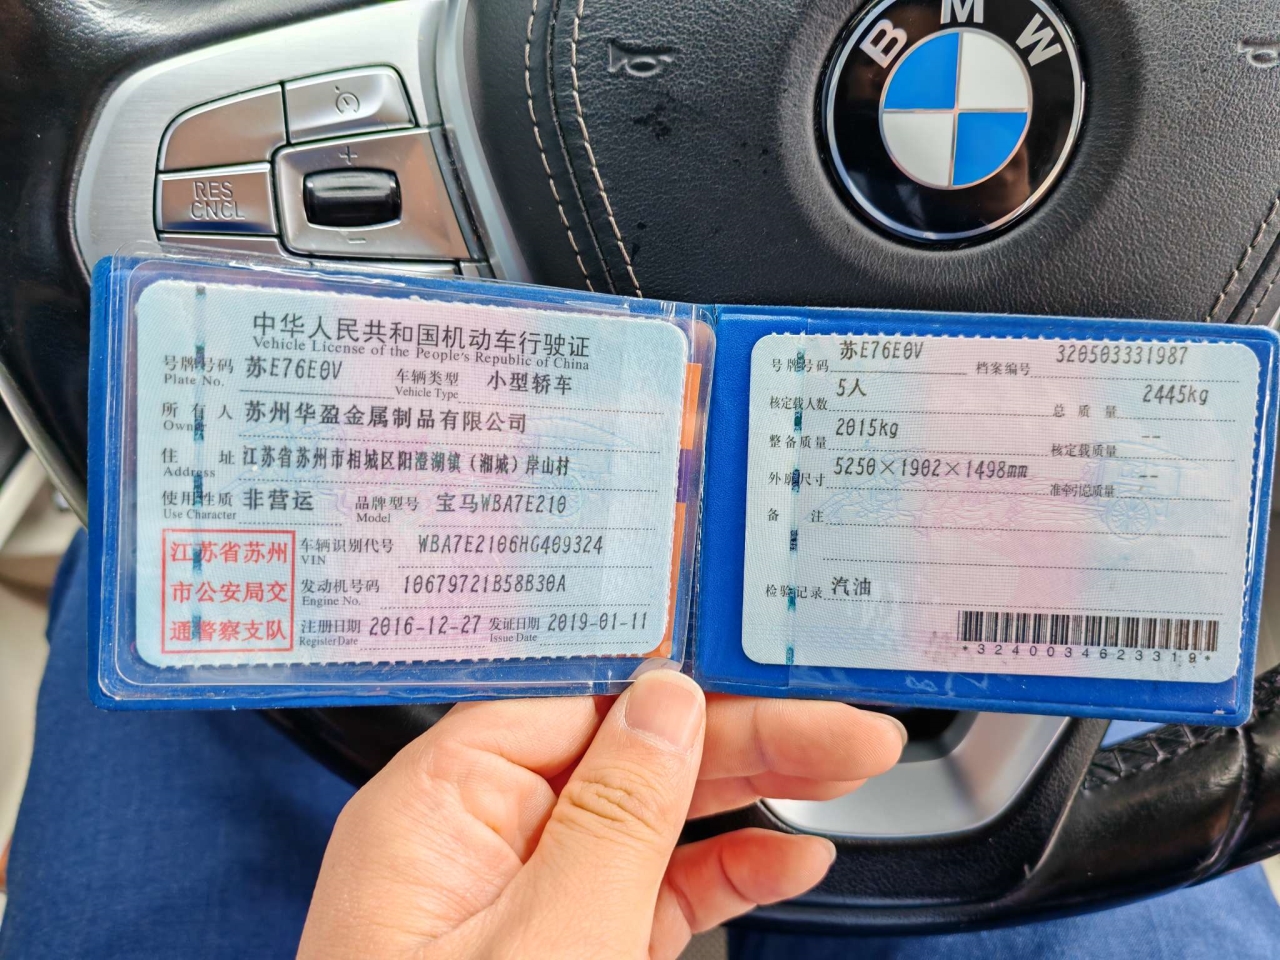 BMW
RES
CNCL
中华人民共和国机动车行驶证
Vehicle License of the People's Republic of China
号牌号码 苏E76E0V 车辆类型 小型轿车
Plate No. Vehicle Type
所有人 苏州华盈金属制品有限公司
Owner
住址 江苏省苏州市相城区阳澄湖镇（湘城）岸山村
Address
使用性质 非营运 品牌型号 宝马WBA7E210
Use Character Model
江苏省苏州
市公安局交
通警察支队
车辆识别代号 WBA7E2106HG409324
VIN
发动机号码 10679721B58B30A
Engine No.
注册日期 2016-12-27 发证日期 2019-01-11
Register Date Issue Date
号牌号码 苏E76E0V 档案编号 320503331987
核定载人数 5人 总质量 2445kg
整备质量 2015kg 核定载质量 --
外廓尺寸 5250×1902×1498mm 准牵引总质量 --
备注
检验记录 汽油
*3240034623319*